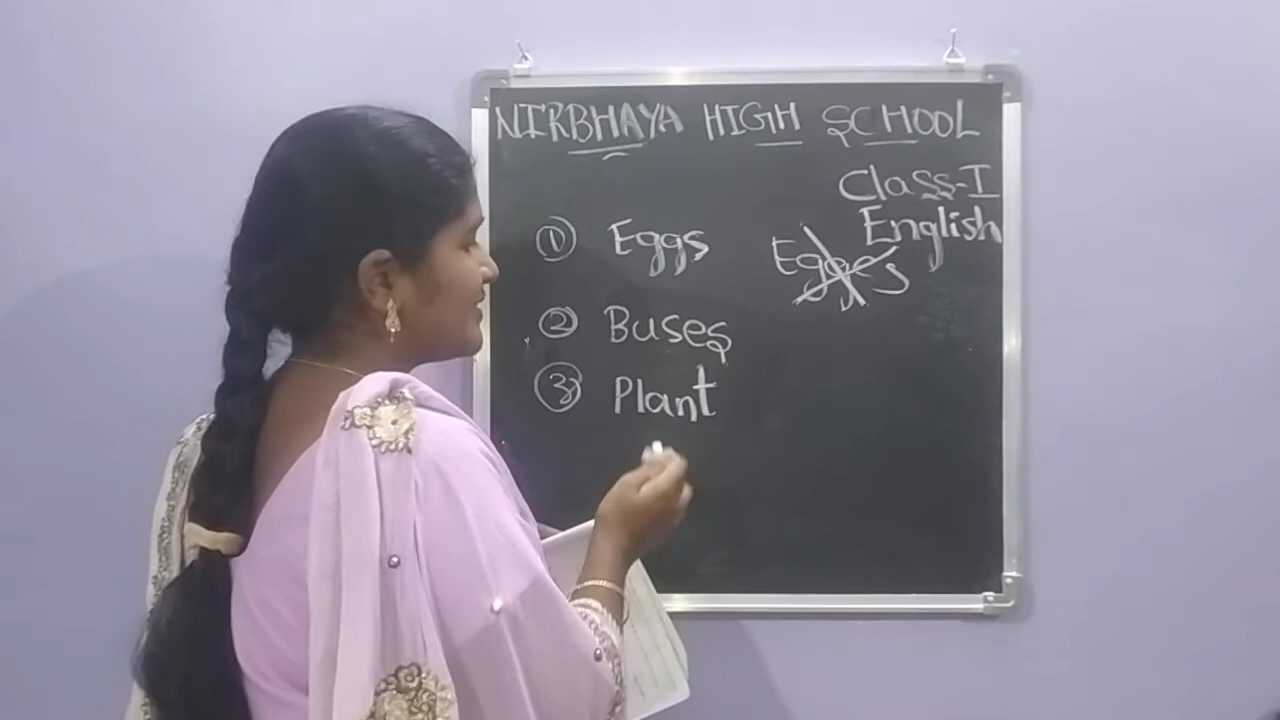 NIRBHAYA HIGH SCHOOL
Class-I
English
① Eggs Egges
② Buses
③ Plant